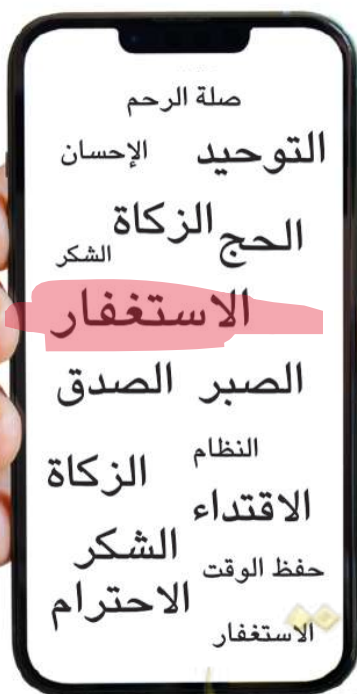 صلة الرحم
التوحيد الإحسان
الحج الزكاة
الشكر
الاستغفار
الصبر الصدق
النظام
الزكاة
الاقتداء
الشكر
حفظ الوقت
الاحترام
الاستغفار